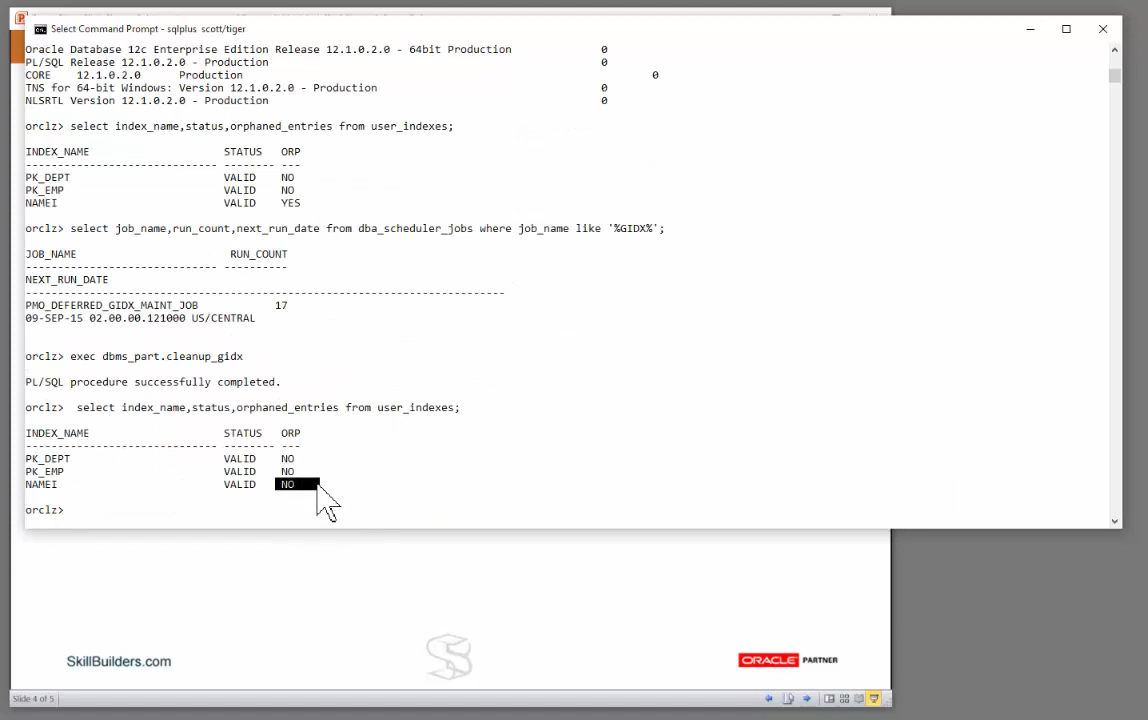 Select Command Prompt - sqlplus scott/tiger
Oracle Database 12c Enterprise Edition Release 12.1.0.2.0 - 64bit Production 0
PL/SQL Release 12.1.0.2.0 - Production 0
CORE 12.1.0.2.0 Production 0
TNS for 64-bit Windows: Version 12.1.0.2.0 - Production 0
NLSRTL Version 12.1.0.2.0 - Production 0
orclz> select index_name,status,orphaned_entries from user_indexes;
INDEX_NAME STATUS ORP
------------------------------ -------- ---
PK_DEPT VALID NO
PK_EMP VALID NO
NAMEI VALID YES
orclz> select job_name,run_count,next_run_date from dba_scheduler_jobs where job_name like '%GIDX%';
JOB_NAME RUN_COUNT
------------------------------ ----------
NEXT_RUN_DATE
---------------------------------------------------------------------------
PMO_DEFERRED_GIDX_MAINT_JOB 17
09-SEP-15 02.00.00.121000 US/CENTRAL
orclz> exec dbms_part.cleanup_gidx
PL/SQL procedure successfully completed.
orclz> select index_name,status,orphaned_entries from user_indexes;
INDEX_NAME STATUS ORP
------------------------------ -------- ---
PK_DEPT VALID NO
PK_EMP VALID NO
NAMEI VALID NO
orclz>
SkillBuilders.com
ORACLE PARTNER
Slide 4 of 5